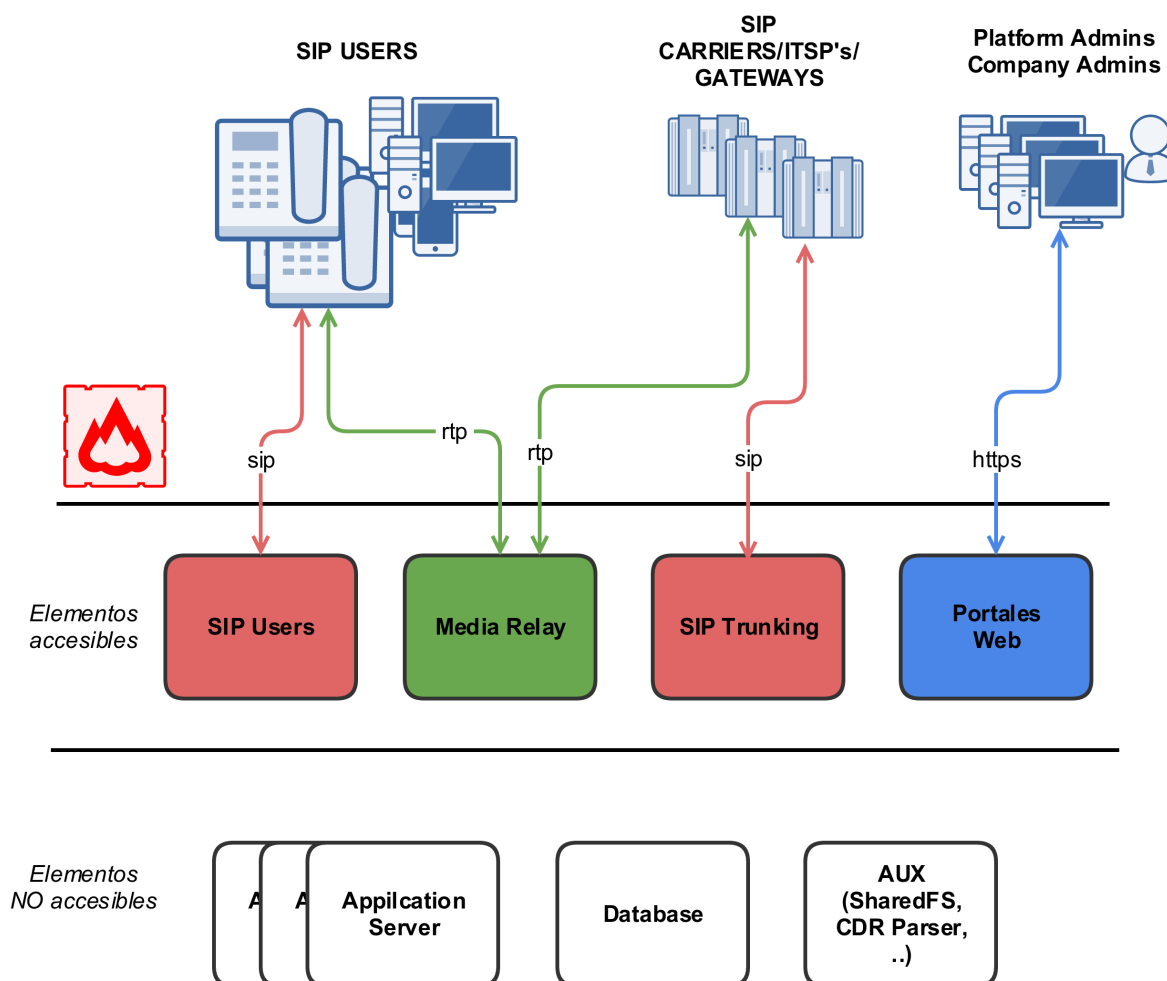 SIP USERS
SIP
CARRIERS/ITSP's/
GATEWAYS
Platform Admins
Company Admins
sip
rtp
rtp
sip
https
Elementos
accesibles
SIP Users
Media Relay
SIP Trunking
Portales
Web
Elementos
NO accesibles
A
A
Appilcation
Server
Database
AUX
(SharedFS,
CDR Parser,
..)